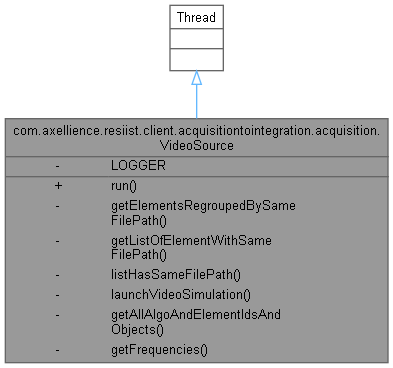 Thread
com.axellience.resiist.client.acquisitiontointegration.acquisition.
VideoSource
- LOGGER
+ run()
- getElementsRegroupedBySame
FilePath()
- getListOfElementWithSame
FilePath()
- listHasSameFilePath()
- launchVideoSimulation()
- getAllAlgoAndElementIdsAnd
Objects()
- getFrequencies()